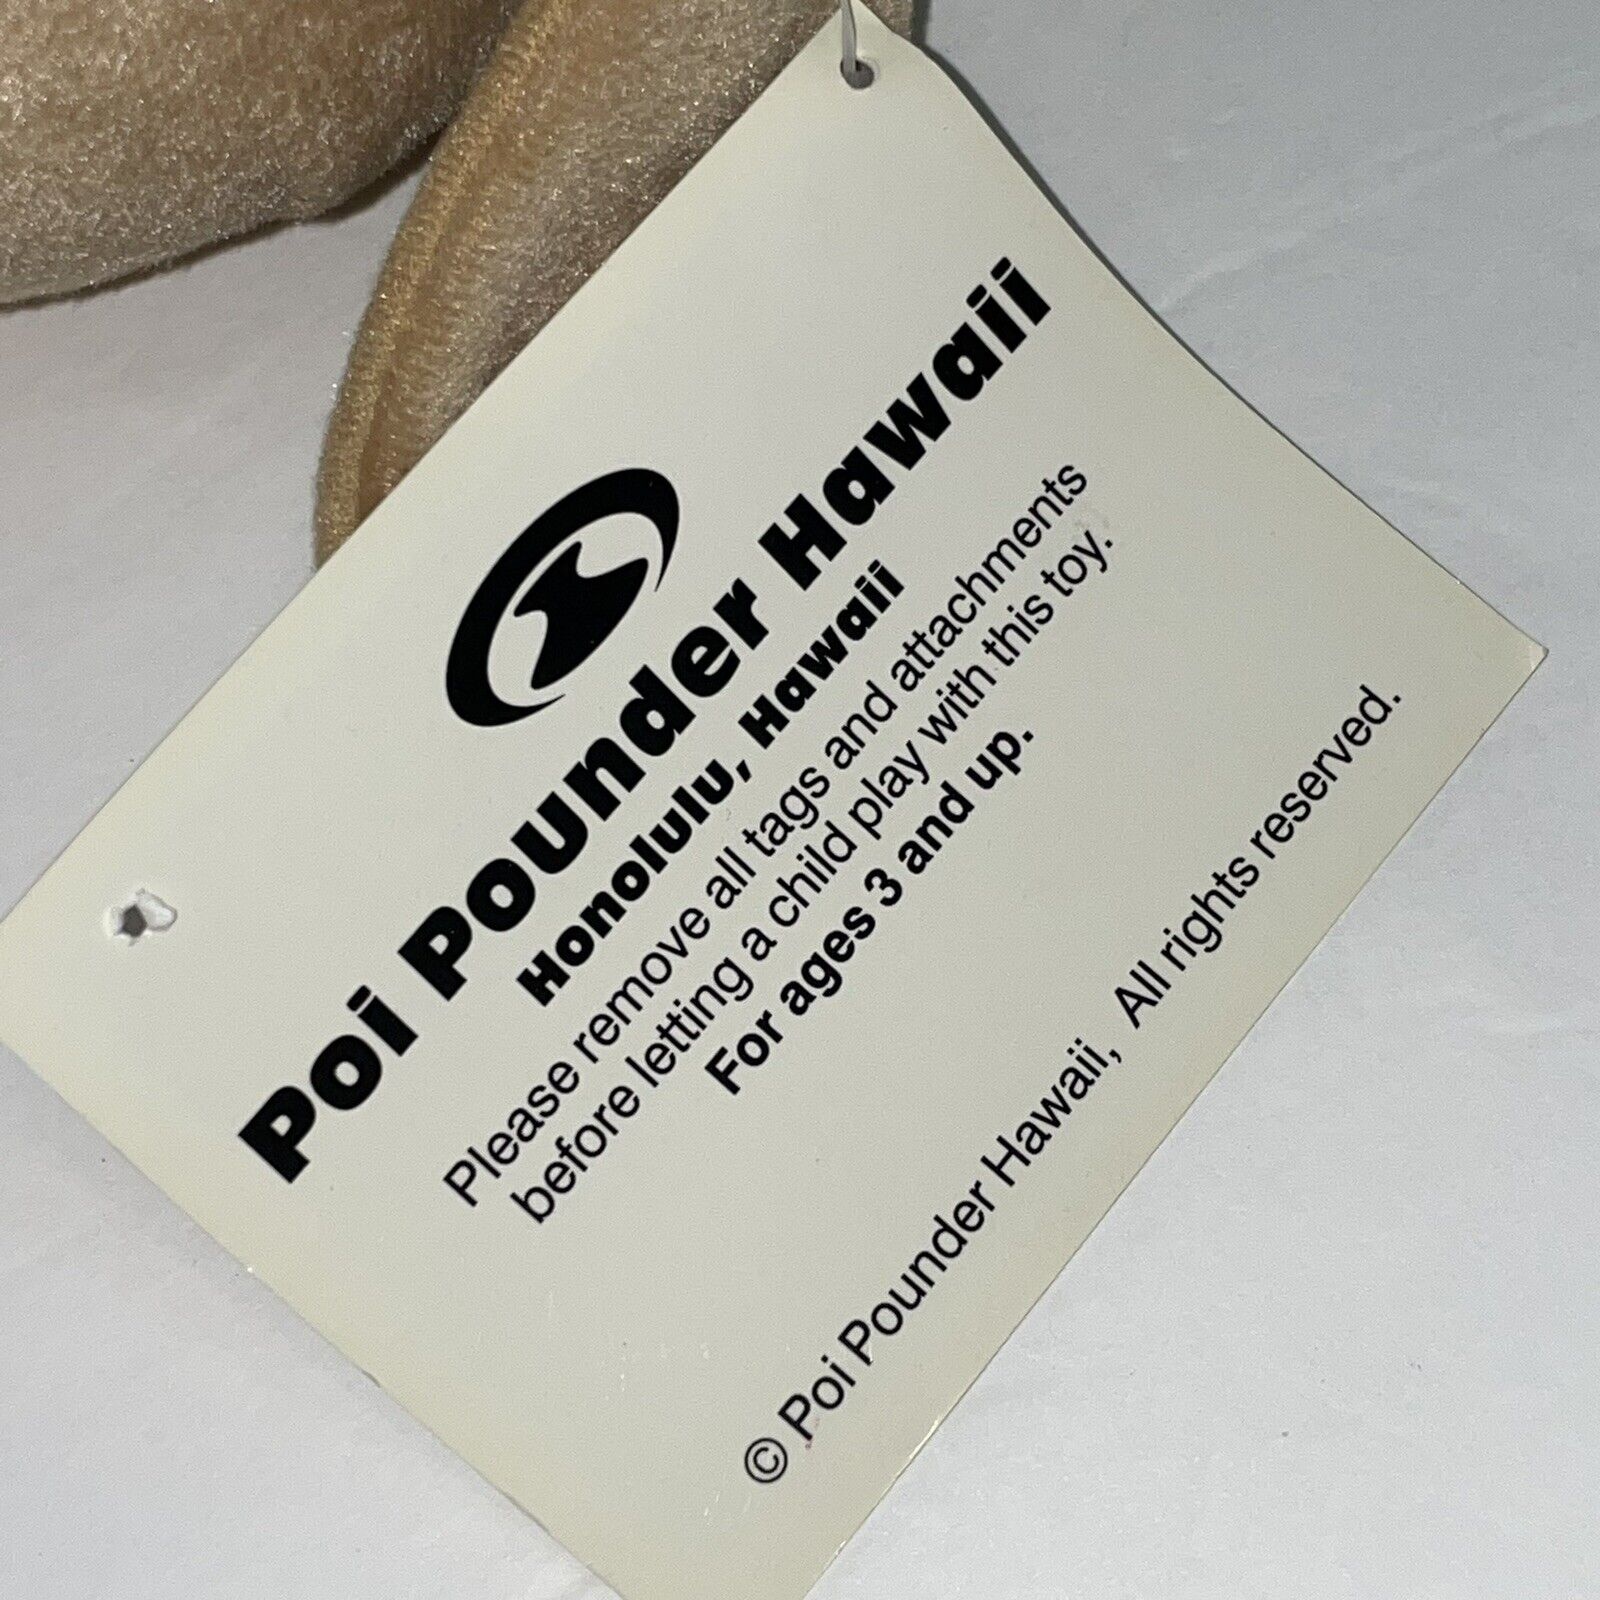 Poi Pounder Hawaii
Honolulu, Hawaii
Please remove all tags and attachments
before letting a child play with this toy.
For ages 3 and up.
© Poi Pounder Hawaii, All rights reserved.